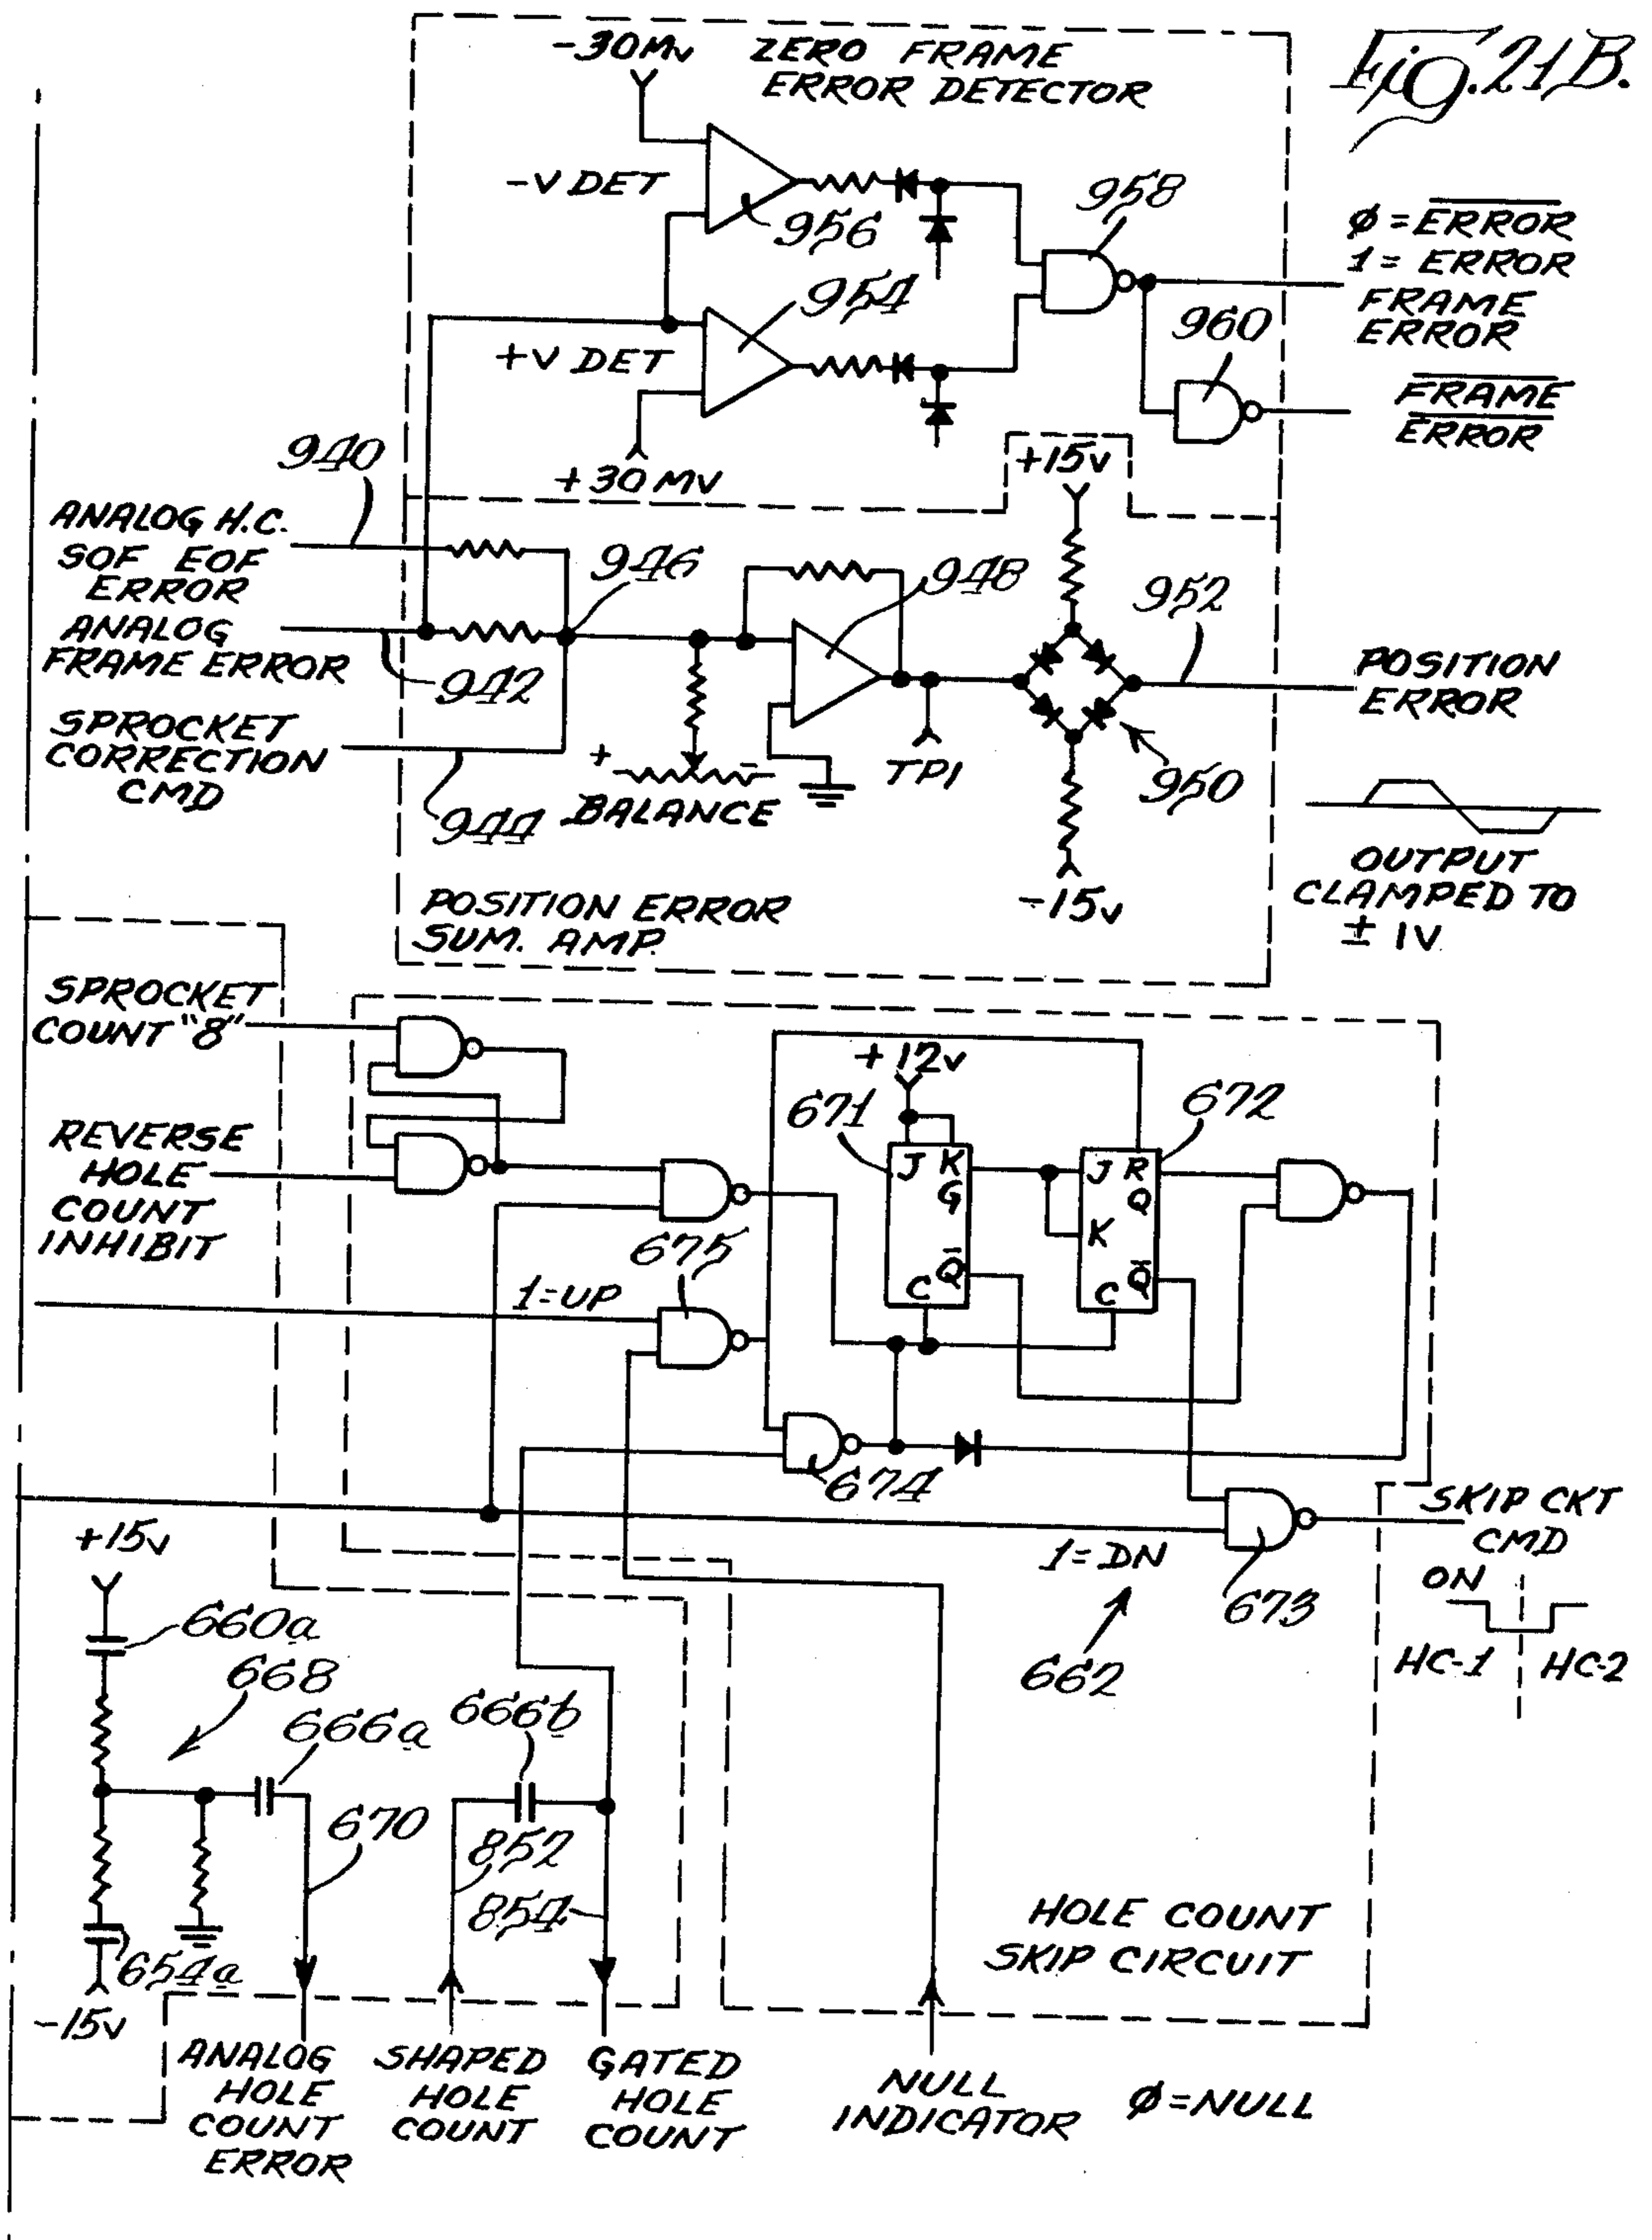 Fig. 21B.
-30MV
ZERO FRAME
ERROR DETECTOR
-V DET
956
958
ø = ERROR
1 = ERROR
FRAME
ERROR
954
+V DET
960
FRAME
ERROR
+30 MV
940
ANALOG H.C.
SOF EOF
ERROR
ANALOG
FRAME ERROR
942
SPROCKET
CORRECTION
CMD
944
946
948
+15V
952
POSITION
ERROR
+
-
BALANCE
TP1
950
-15V
OUTPUT
CLAMPED TO
± 1V
POSITION ERROR
SUM. AMP.
SPROCKET
COUNT "8"
REVERSE
HOLE
COUNT
INHIBIT
+12V
671
672
J K
G
Q̅
C
J R
Q
K
Q̅
C
675
1=UP
674
SKIP CKT
CMD
1=DN
673
662
ON
HC-1
HC-2
+15V
660a
668
666a
666b
670
852
854
654a
-15V
HOLE COUNT
SKIP CIRCUIT
ANALOG
HOLE
COUNT
ERROR
SHAPED
HOLE
COUNT
GATED
HOLE
COUNT
NULL
INDICATOR
ø=NULL